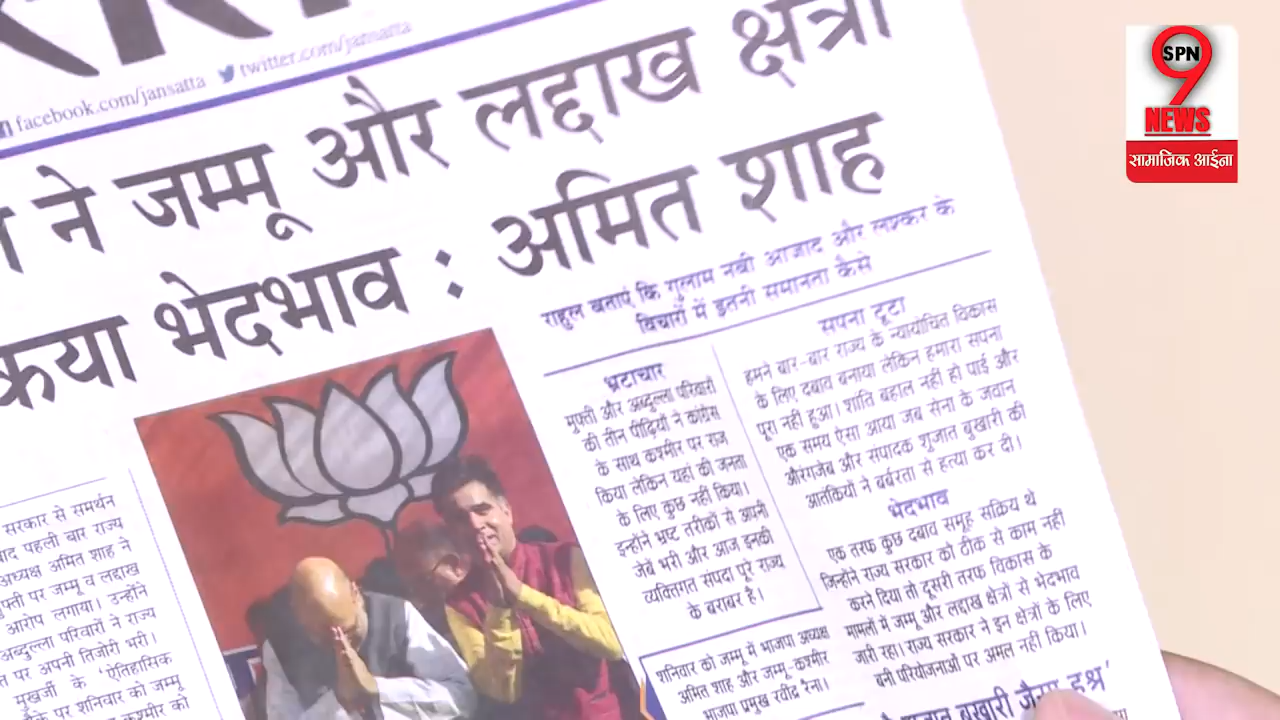 facebook.com/jansatta twitter.com/jansatta
ने जम्मू और लद्दाख क्षेत्रों
किया भेदभाव : अमित शाह
राहुल बताएं कि गुलाम नबी आजाद और लश्कर के
विचारों में इतनी समानता कैसे
सरकार से समर्थन
पहली बार राज्य
अध्यक्ष अमित शाह ने
पर जम्मू व लद्दाख
आरोप लगाया। उन्होंने
अब्दुल्ला परिवारों ने राज्य
पर अपनी तिजोरी भरी।
मुखर्जी के 'ऐतिहासिक
पर शनिवार को जम्मू
कश्मीर को
भ्रटाचार
मुफ्ती और अब्दुल्ला परिवारों
की तीन पीढ़ियों ने कांग्रेस
के साथ कश्मीर पर राज
किया लेकिन यहां की जनता
के लिए कुछ नहीं किया।
इन्होंने भ्रष्ट तरीकों से अपनी
जेबें भरी और आज इनकी
व्यक्तिगत संपदा पूरे राज्य
के बराबर है।
शनिवार को जम्मू में भाजपा अध्यक्ष
अमित शाह और जम्मू-कश्मीर
भाजपा प्रमुख रवींद्र रैना।
सपना टूटा
हमने बार-बार राज्य के न्यायोचित विकास
के लिए दबाव बनाया लेकिन हमारा सपना
पूरा नहीं हुआ। शांति बहाल नहीं हो पाई और
एक समय ऐसा आया जब सेना के जवान
औरंगजेब और संपादक शुजात बुखारी की
आतंकियों ने बर्बरता से हत्या कर दी।
भेदभाव
एक तरफ कुछ दबाव समूह सक्रिय थे
जिन्होंने राज्य सरकार को ठीक से काम नहीं
करने दिया तो दूसरी तरफ विकास के
मामलों में जम्मू और लद्दाख क्षेत्रों से भेदभाव
जारी रहा। राज्य सरकार ने इन क्षेत्रों के लिए
बनी परियोजनाओं पर अमल नहीं किया।
बुखारी जैसा हश्र'
SPN
9
NEWS
सामाजिक आईना